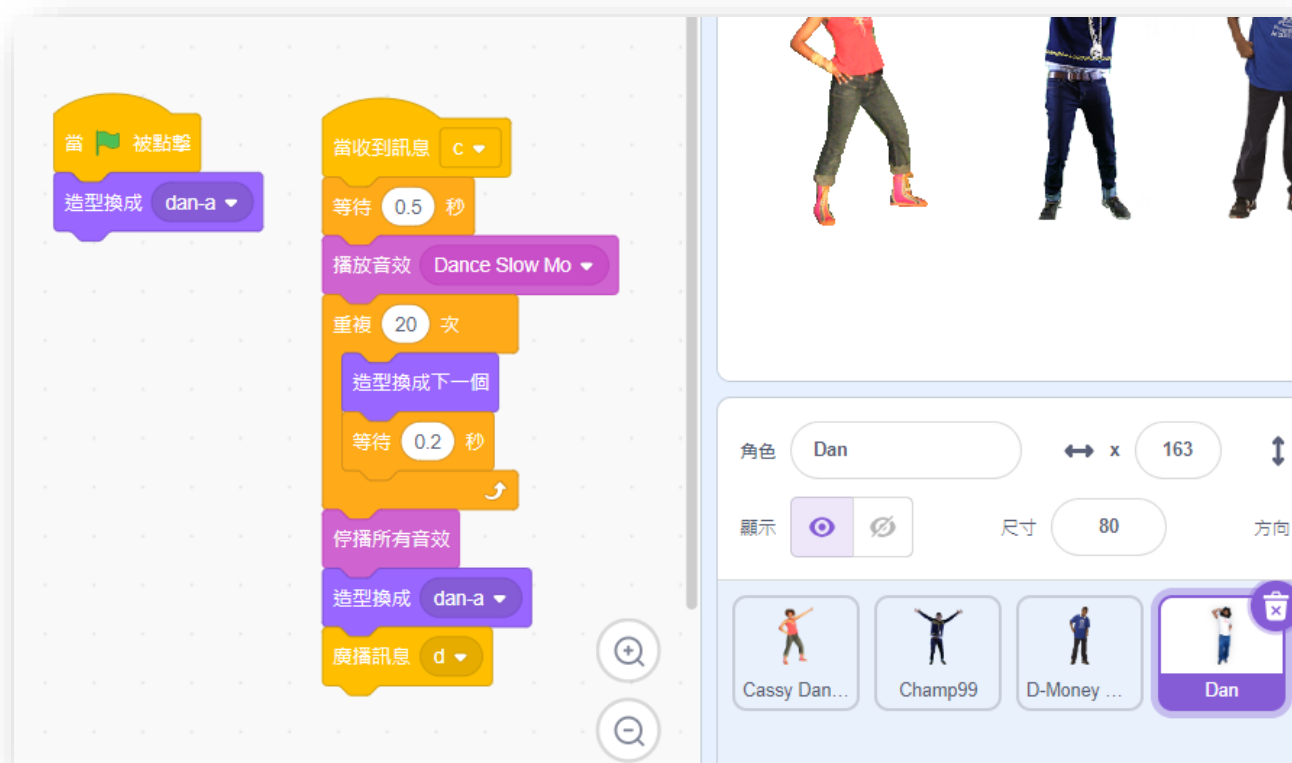 當 被點擊
造型換成 dan-a
當收到訊息 c
等待 0.5 秒
播放音效 Dance Slow Mo
重複 20 次
造型換成下一個
等待 0.2 秒
停播所有音效
造型換成 dan-a
廣播訊息 d
角色 Dan x 163
顯示 尺寸 80 方向
Cassy Dan...
Champ99
D-Money ...
Dan